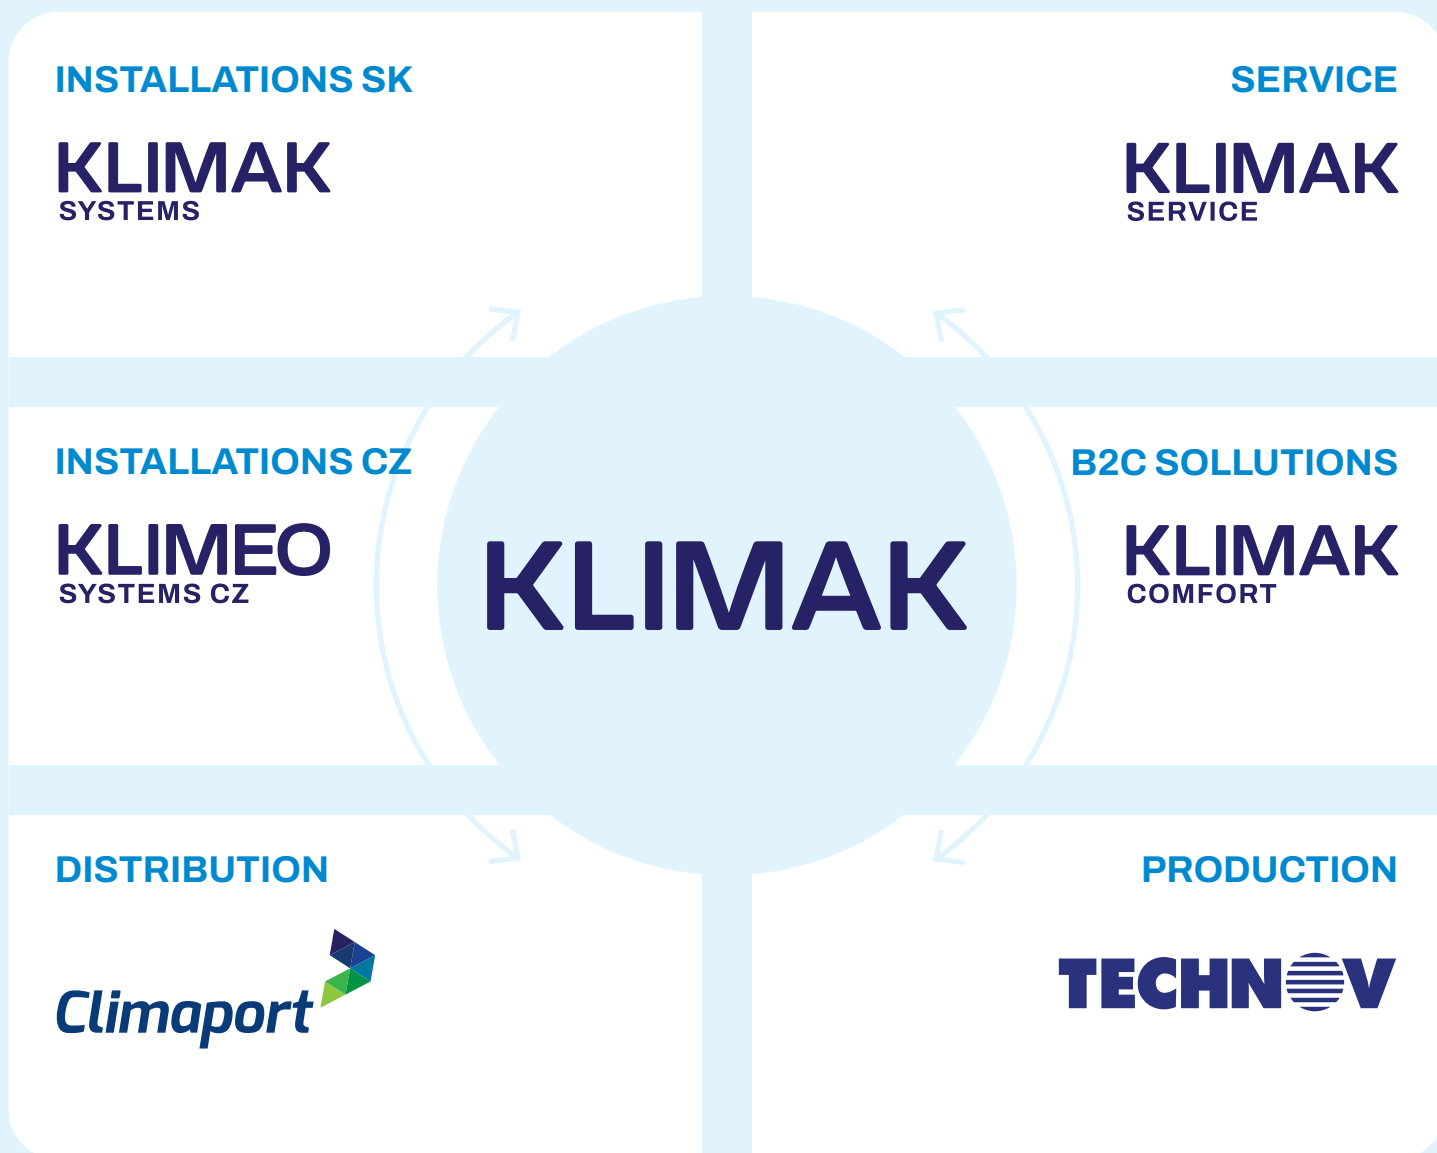 INSTALLATIONS SK
KLIMAK
SYSTEMS
SERVICE
KLIMAK
SERVICE
INSTALLATIONS CZ
KLIMEO
SYSTEMS CZ
KLIMAK
B2C SOLLUTIONS
KLIMAK
COMFORT
DISTRIBUTION
Climaport
PRODUCTION
TECHNOV